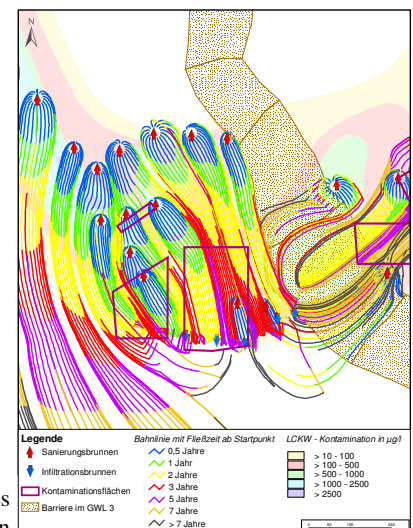 N
Legende
Sanierungsbrunnen
Infiltrationsbrunnen
Kontaminationsflächen
Barriere im GWL 3
Bahnlinie mit Fließzeit ab Startpunkt
0,5 Jahre
1 Jahr
2 Jahre
3 Jahre
5 Jahre
7 Jahre
> 7 Jahre
LCKW - Kontamination in µg/l
> 10 - 100
> 100 - 500
> 500 - 1000
> 1000 - 2500
> 2500